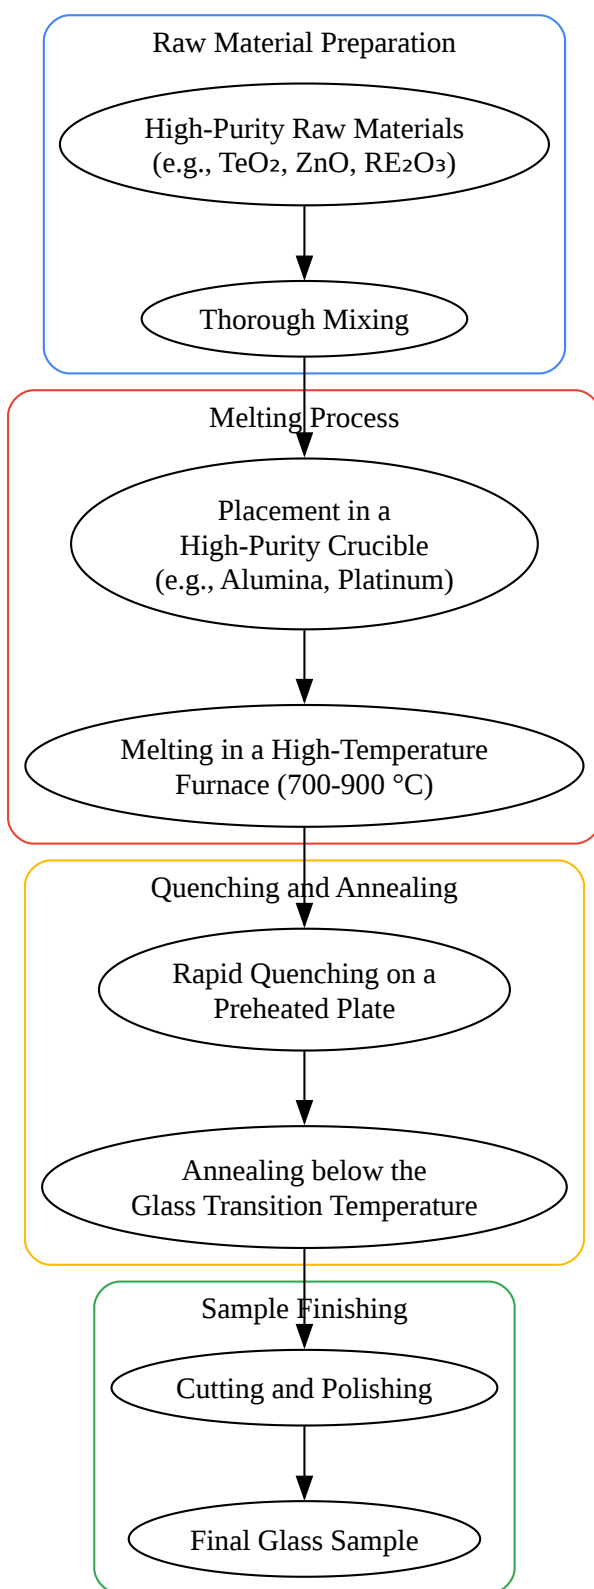 Raw Material Preparation
High-Purity Raw Materials
(e.g., TeO₂, ZnO, RE₂O₃)
Thorough Mixing
Melting Process
Placement in a
High-Purity Crucible
(e.g., Alumina, Platinum)
Melting in a High-Temperature
Furnace (700-900 °C)
Quenching and Annealing
Rapid Quenching on a
Preheated Plate
Annealing below the
Glass Transition Temperature
Sample Finishing
Cutting and Polishing
Final Glass Sample